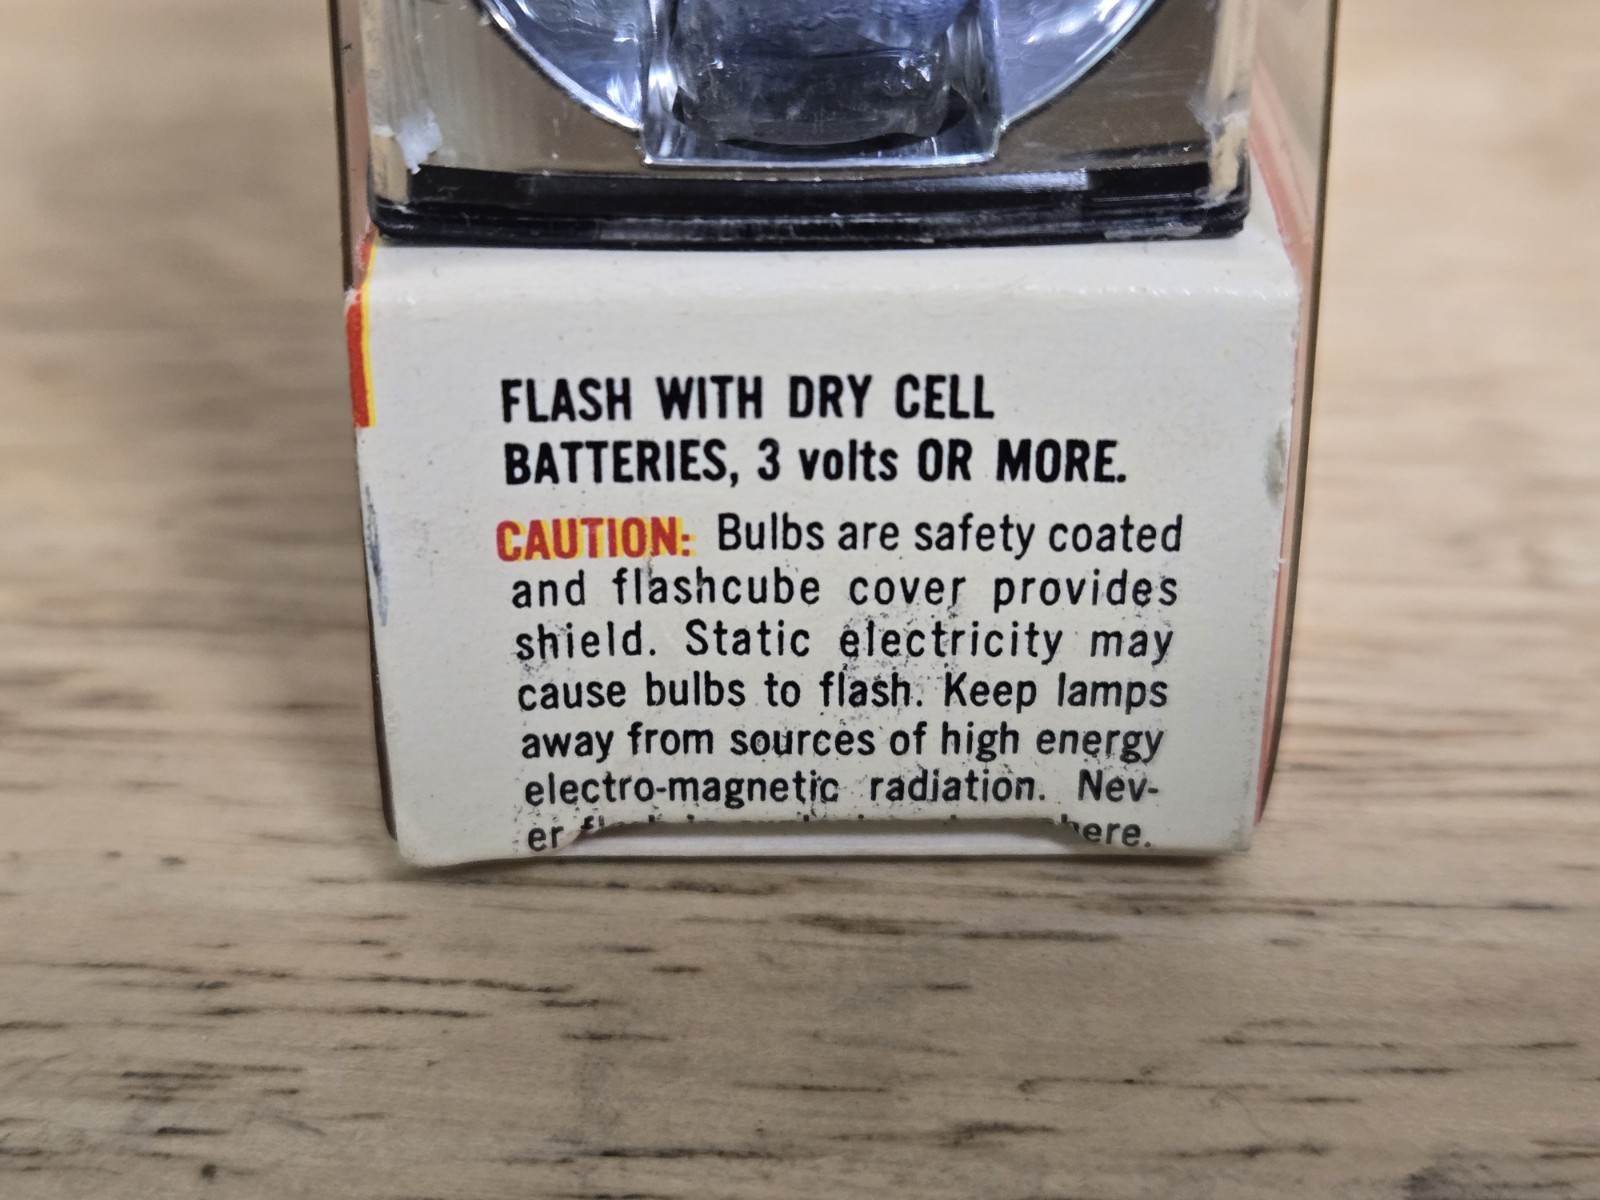 FLASH WITH DRY CELL
BATTERIES, 3 volts OR MORE.
CAUTION: Bulbs are safety coated
and flashcube cover provides
shield. Static electricity may
cause bulbs to flash. Keep lamps
away from sources of high energy
electro-magnetic radiation. Nev-
er